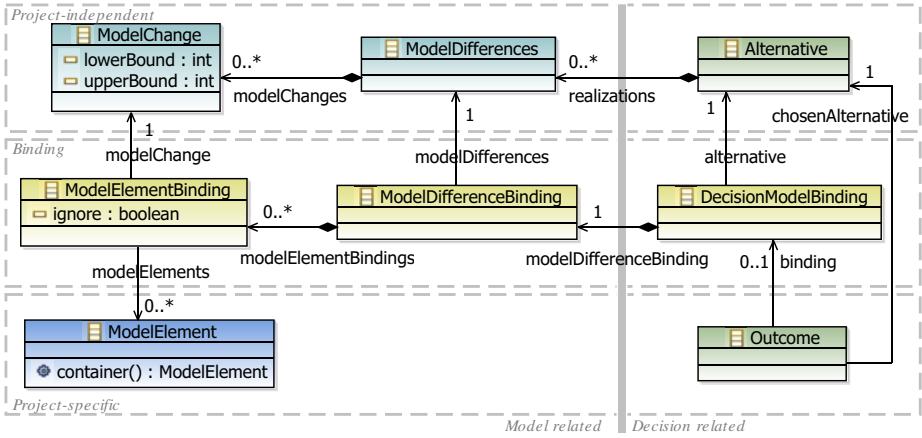 Project-independent
ModelChange
lowerBound : int
upperBound : int
0..*
modelChanges
ModelDifferences
0..*
realizations
Alternative
1
chosenAlternative
1
modelChange
1
modelDifferences
1
alternative
Binding
ModelElementBinding
ignore : boolean
0..*
modelElementBindings
ModelDifferenceBinding
1
modelDifferenceBinding
DecisionModelBinding
modelElements
0..*
0..1 binding
ModelElement
container() : ModelElement
Outcome
Project-specific
Model related
Decision related